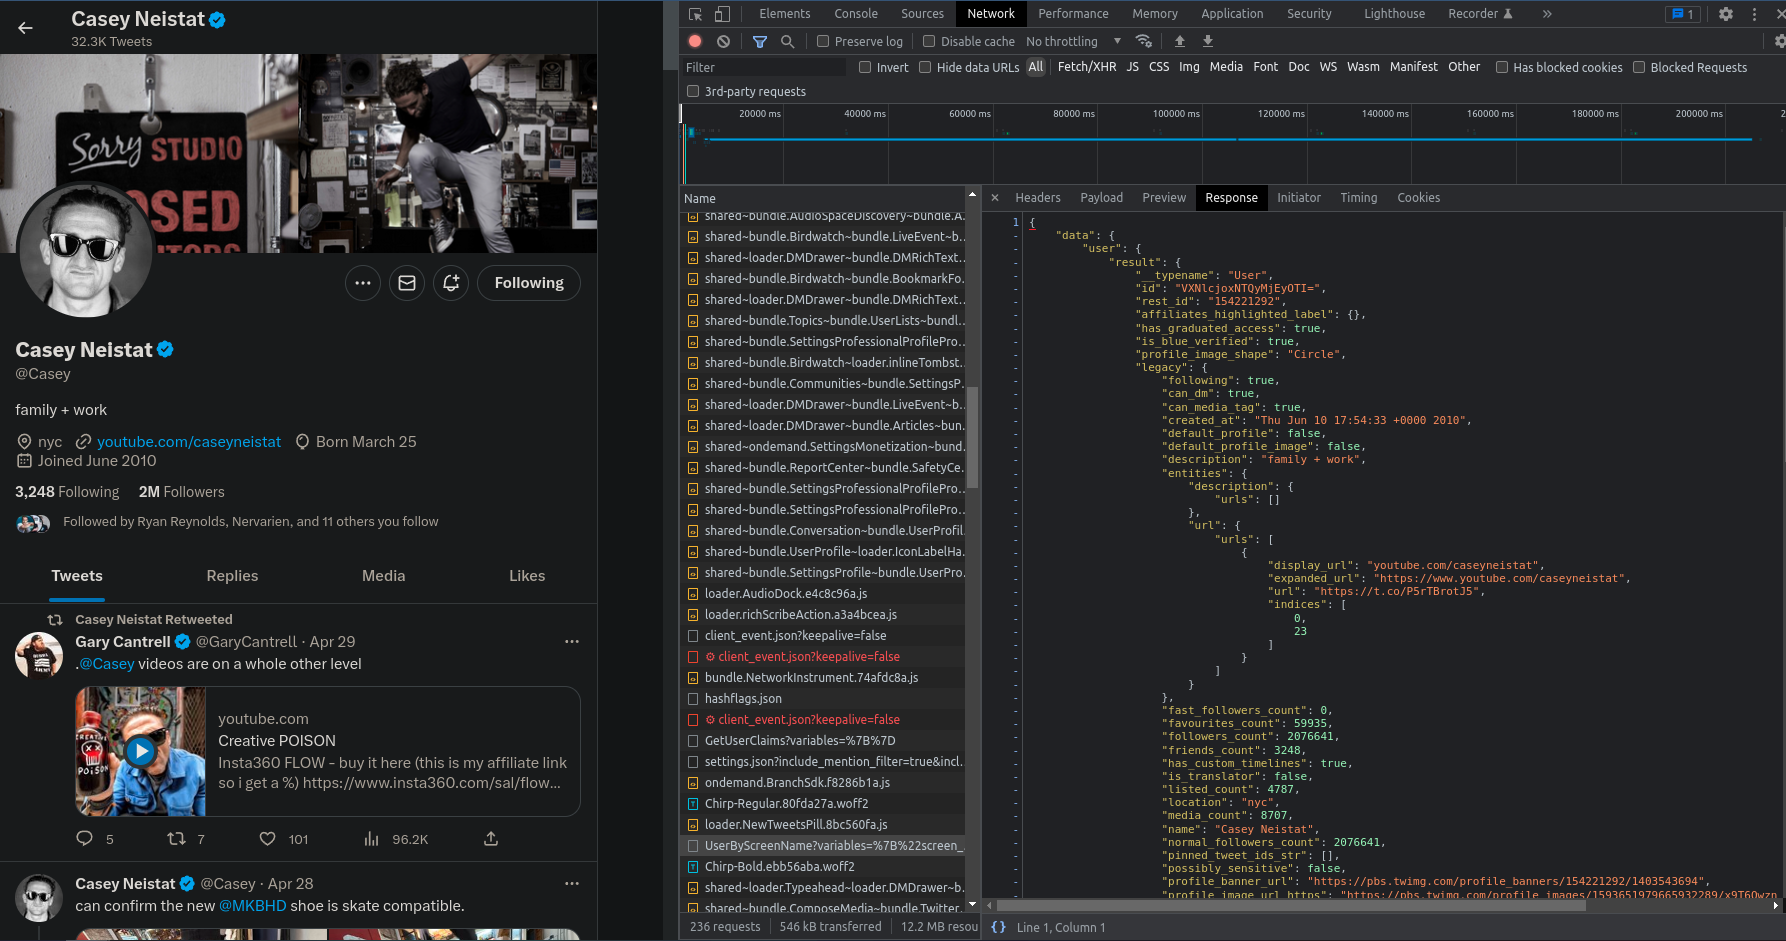 Casey Neistat
32.3K Tweets
Sorry STUDIO
Following
Casey Neistat
@Casey
family + work
nyc youtube.com/caseyneistat Born March 25
Joined June 2010
3,248 Following 2M Followers
Followed by Ryan Reynolds, Nervarien, and 11 others you follow
Tweets Replies Media Likes
Casey Neistat Retweeted
Gary Cantrell @GaryCantrell · Apr 29
.@Casey videos are on a whole other level
youtube.com
Creative POISON
Insta360 FLOW - buy it here (this is my affiliate link
so i get a %) https://www.insta360.com/sal/flow...
5 7 101 96.2K
Casey Neistat @Casey · Apr 28
can confirm the new @MKBHD shoe is skate compatible.
Elements Console Sources Network Performance Memory Application Security Lighthouse Recorder » 1
Preserve log Disable cache No throttling
Filter Invert Hide data URLs All Fetch/XHR JS CSS Img Media Font Doc WS Wasm Manifest Other Has blocked cookies Blocked Requests
3rd-party requests
20000 ms 40000 ms 60000 ms 80000 ms 100000 ms 120000 ms 140000 ms 160000 ms 180000 ms 200000 ms
Name
shared~bundle.AudioSpaceDiscovery~bundle.A...
shared~bundle.Birdwatch~bundle.LiveEvent~b...
shared~loader.DMDrawer~bundle.DMRichText...
shared~bundle.Birdwatch~bundle.BookmarkFo...
shared~loader.DMDrawer~bundle.DMRichText...
shared~bundle.Topics~bundle.UserLists~bundl...
shared~bundle.SettingsProfessionalProfilePro...
shared~bundle.Birdwatch~loader.inlineTombst...
shared~bundle.Communities~bundle.SettingsP...
shared~loader.DMDrawer~bundle.LiveEvent~b...
shared~loader.DMDrawer~bundle.Articles~bun...
shared~ondemand.SettingsMonetization~bund...
shared~bundle.ReportCenter~bundle.SafetyCe...
shared~bundle.SettingsProfessionalProfilePro...
shared~bundle.SettingsProfessionalProfilePro...
shared~bundle.Conversation~bundle.UserProfil...
shared~bundle.UserProfile~loader.IconLabelHa...
shared~bundle.SettingsProfile~bundle.UserPro...
loader.AudioDock.e4c8c96a.js
loader.richScribeAction.a3a4bcea.js
client_event.json?keepalive=false
client_event.json?keepalive=false
bundle.NetworkInstrument.74afdc8a.js
hashflags.json
client_event.json?keepalive=false
GetUserClaims?variables=%7B%7D
settings.json?include_mention_filter=true&incl...
ondemand.BranchSdk.f8286b1a.js
Chirp-Regular.80fda27a.woff2
loader.NewTweetsPill.8bc560fa.js
UserByScreenName?variables=%7B%22screen_...
Chirp-Bold.ebb56aba.woff2
shared~loader.Typeahead~loader.DMDrawer~b...
shared~bundle.ComposeMedia~bundle.Twitter...
236 requests 546 kB transferred 12.2 MB resou
× Headers Payload Preview Response Initiator Timing Cookies
1 {
"data": {
"user": {
"result": {
"__typename": "User",
"id": "VXNlcjoxNTQyMjEyOTI=",
"rest_id": "154221292",
"affiliates_highlighted_label": {},
"has_graduated_access": true,
"is_blue_verified": true,
"profile_image_shape": "Circle",
"legacy": {
"following": true,
"can_dm": true,
"can_media_tag": true,
"created_at": "Thu Jun 10 17:54:33 +0000 2010",
"default_profile": false,
"default_profile_image": false,
"description": "family + work",
"entities": {
"description": {
"urls": []
},
"url": {
"urls": [
{
"display_url": "youtube.com/caseyneistat",
"expanded_url": "https://www.youtube.com/caseyneistat",
"url": "https://t.co/P5rTBrotJ5",
"indices": [
0,
23
]
}
]
}
},
"fast_followers_count": 0,
"favourites_count": 59935,
"followers_count": 2076641,
"friends_count": 3248,
"has_custom_timelines": true,
"is_translator": false,
"listed_count": 4787,
"location": "nyc",
"media_count": 8707,
"name": "Casey Neistat",
"normal_followers_count": 2076641,
"pinned_tweet_ids_str": [],
"possibly_sensitive": false,
"profile_banner_url": "https://pbs.twimg.com/profile_banners/154221292/1403543694",
"profile_image_url_https": "https://pbs.twimg.com/profile_images/1593651979665932289/x9T6Qwzn
{ } Line 1, Column 1